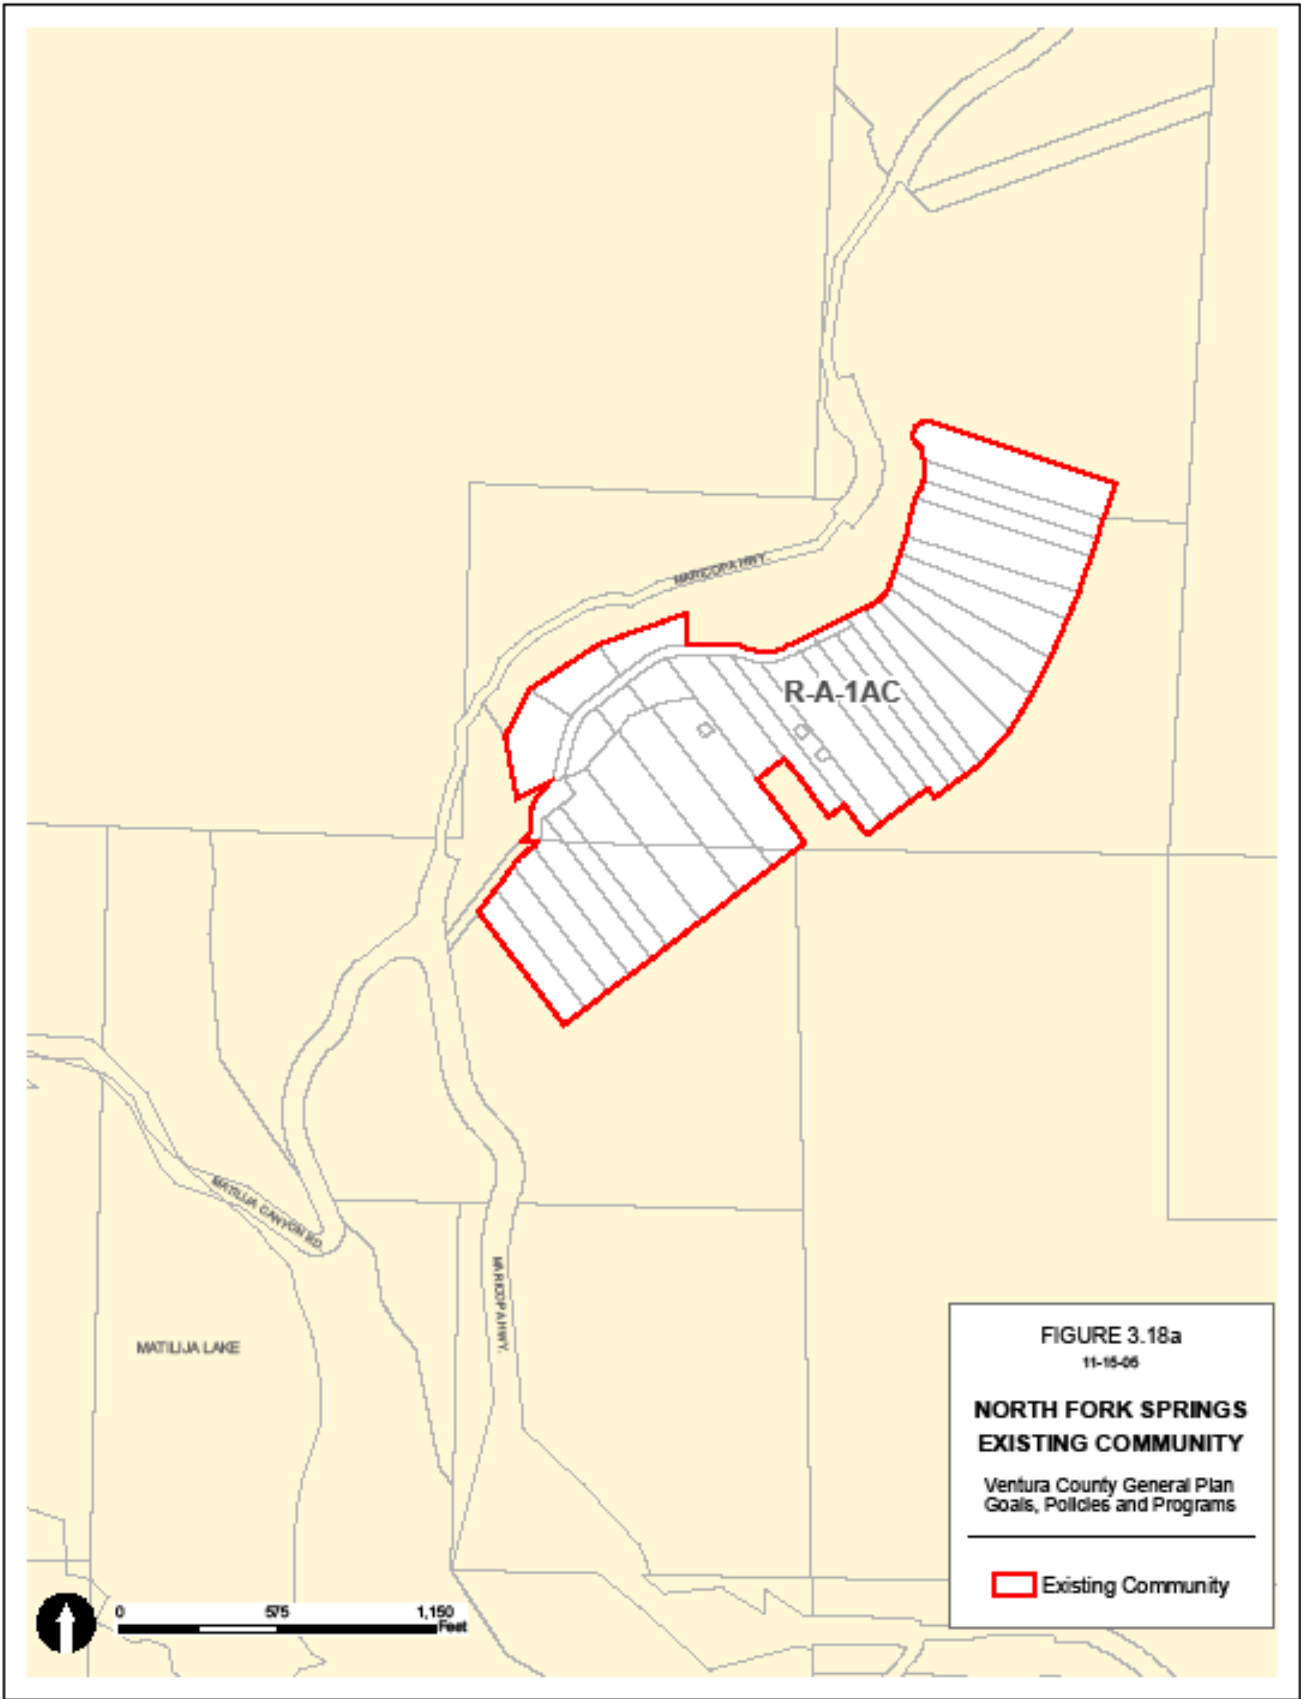 MARICOPA HWY.
R-A-1AC
MATILIJA CANYON RD.
MARICOPA HWY.
MATILIJA LAKE
FIGURE 3.18a
11-15-05
NORTH FORK SPRINGS
EXISTING COMMUNITY
Ventura County General Plan
Goals, Policies and Programs
Existing Community
0 575 1,150
Feet